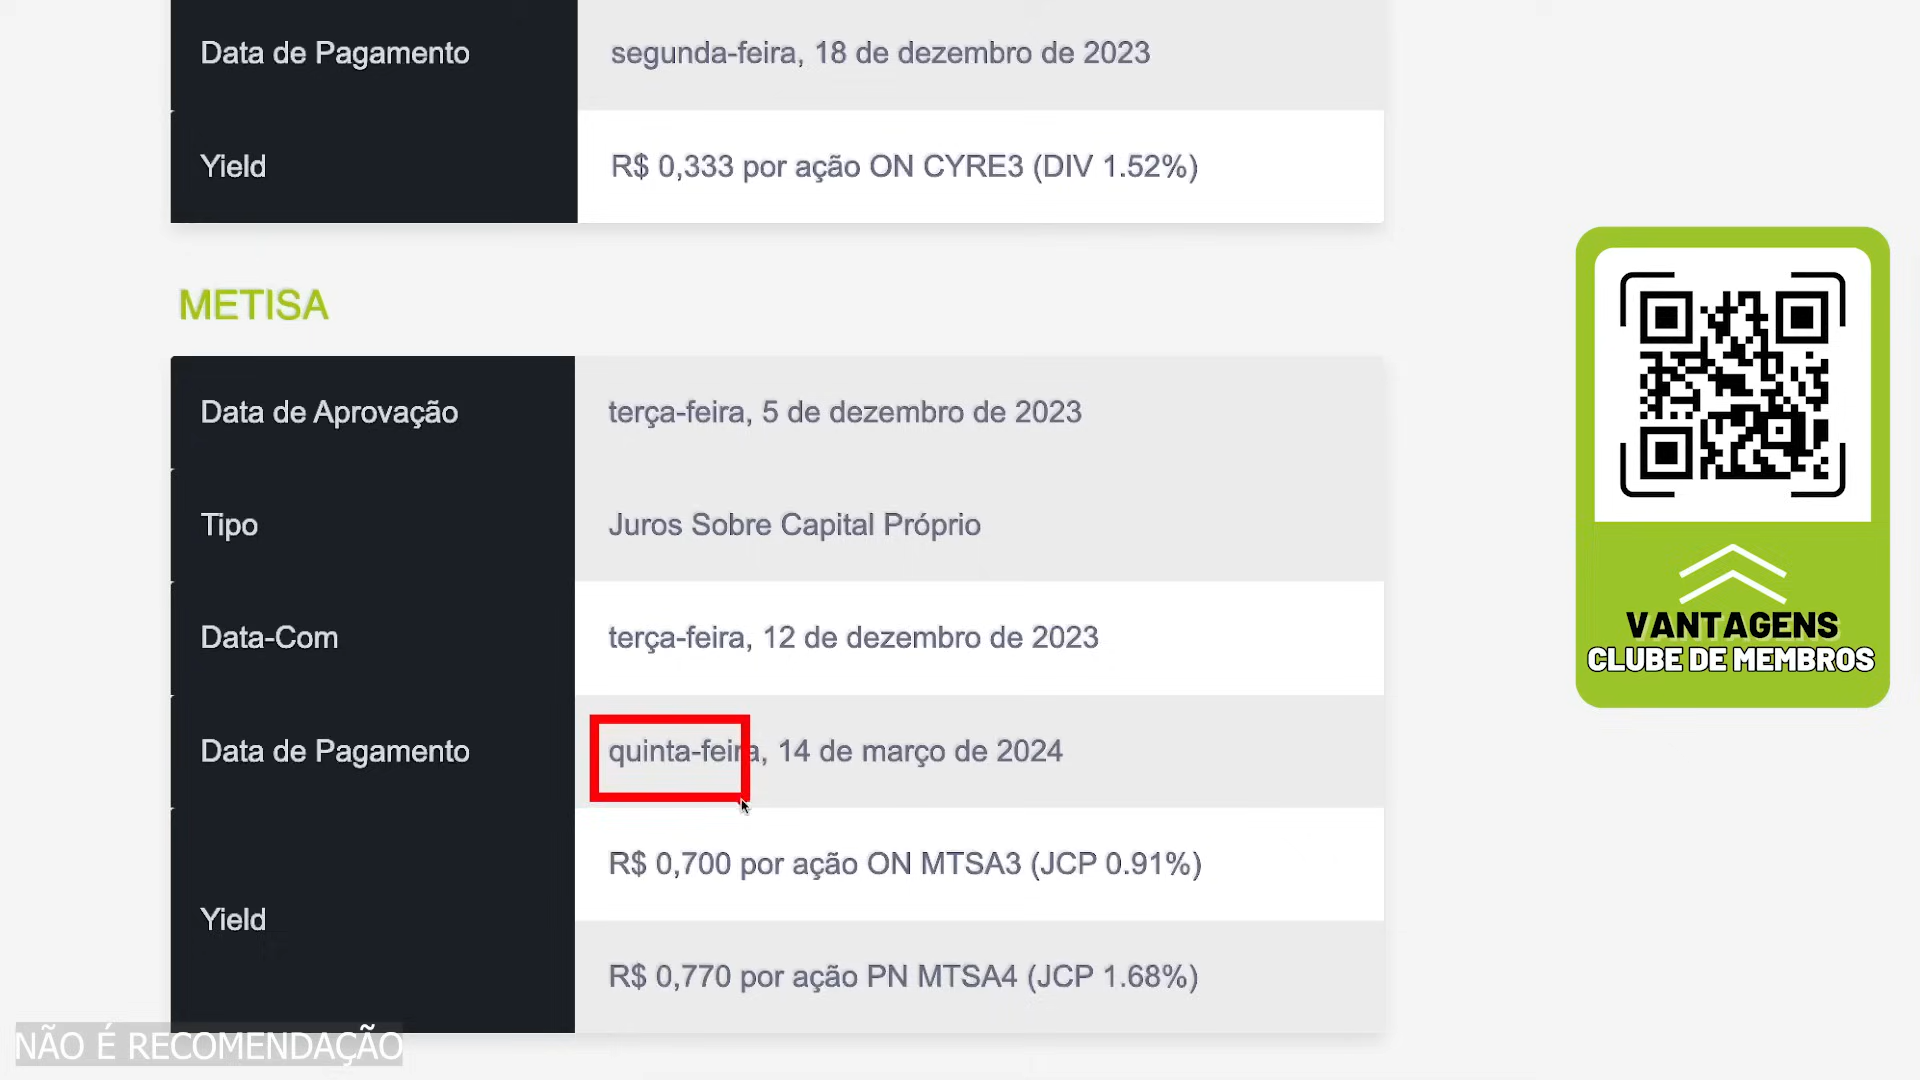 Data de Pagamento segunda-feira, 18 de dezembro de 2023
Yield R$ 0,333 por ação ON CYRE3 (DIV 1.52%)
METISA
Data de Aprovação terça-feira, 5 de dezembro de 2023
Tipo Juros Sobre Capital Próprio
Data-Com terça-feira, 12 de dezembro de 2023
Data de Pagamento quinta-feira, 14 de março de 2024
R$ 0,700 por ação ON MTSA3 (JCP 0.91%)
Yield
R$ 0,770 por ação PN MTSA4 (JCP 1.68%)
VANTAGENS
CLUBE DE MEMBROS
NÃO É RECOMENDAÇÃO